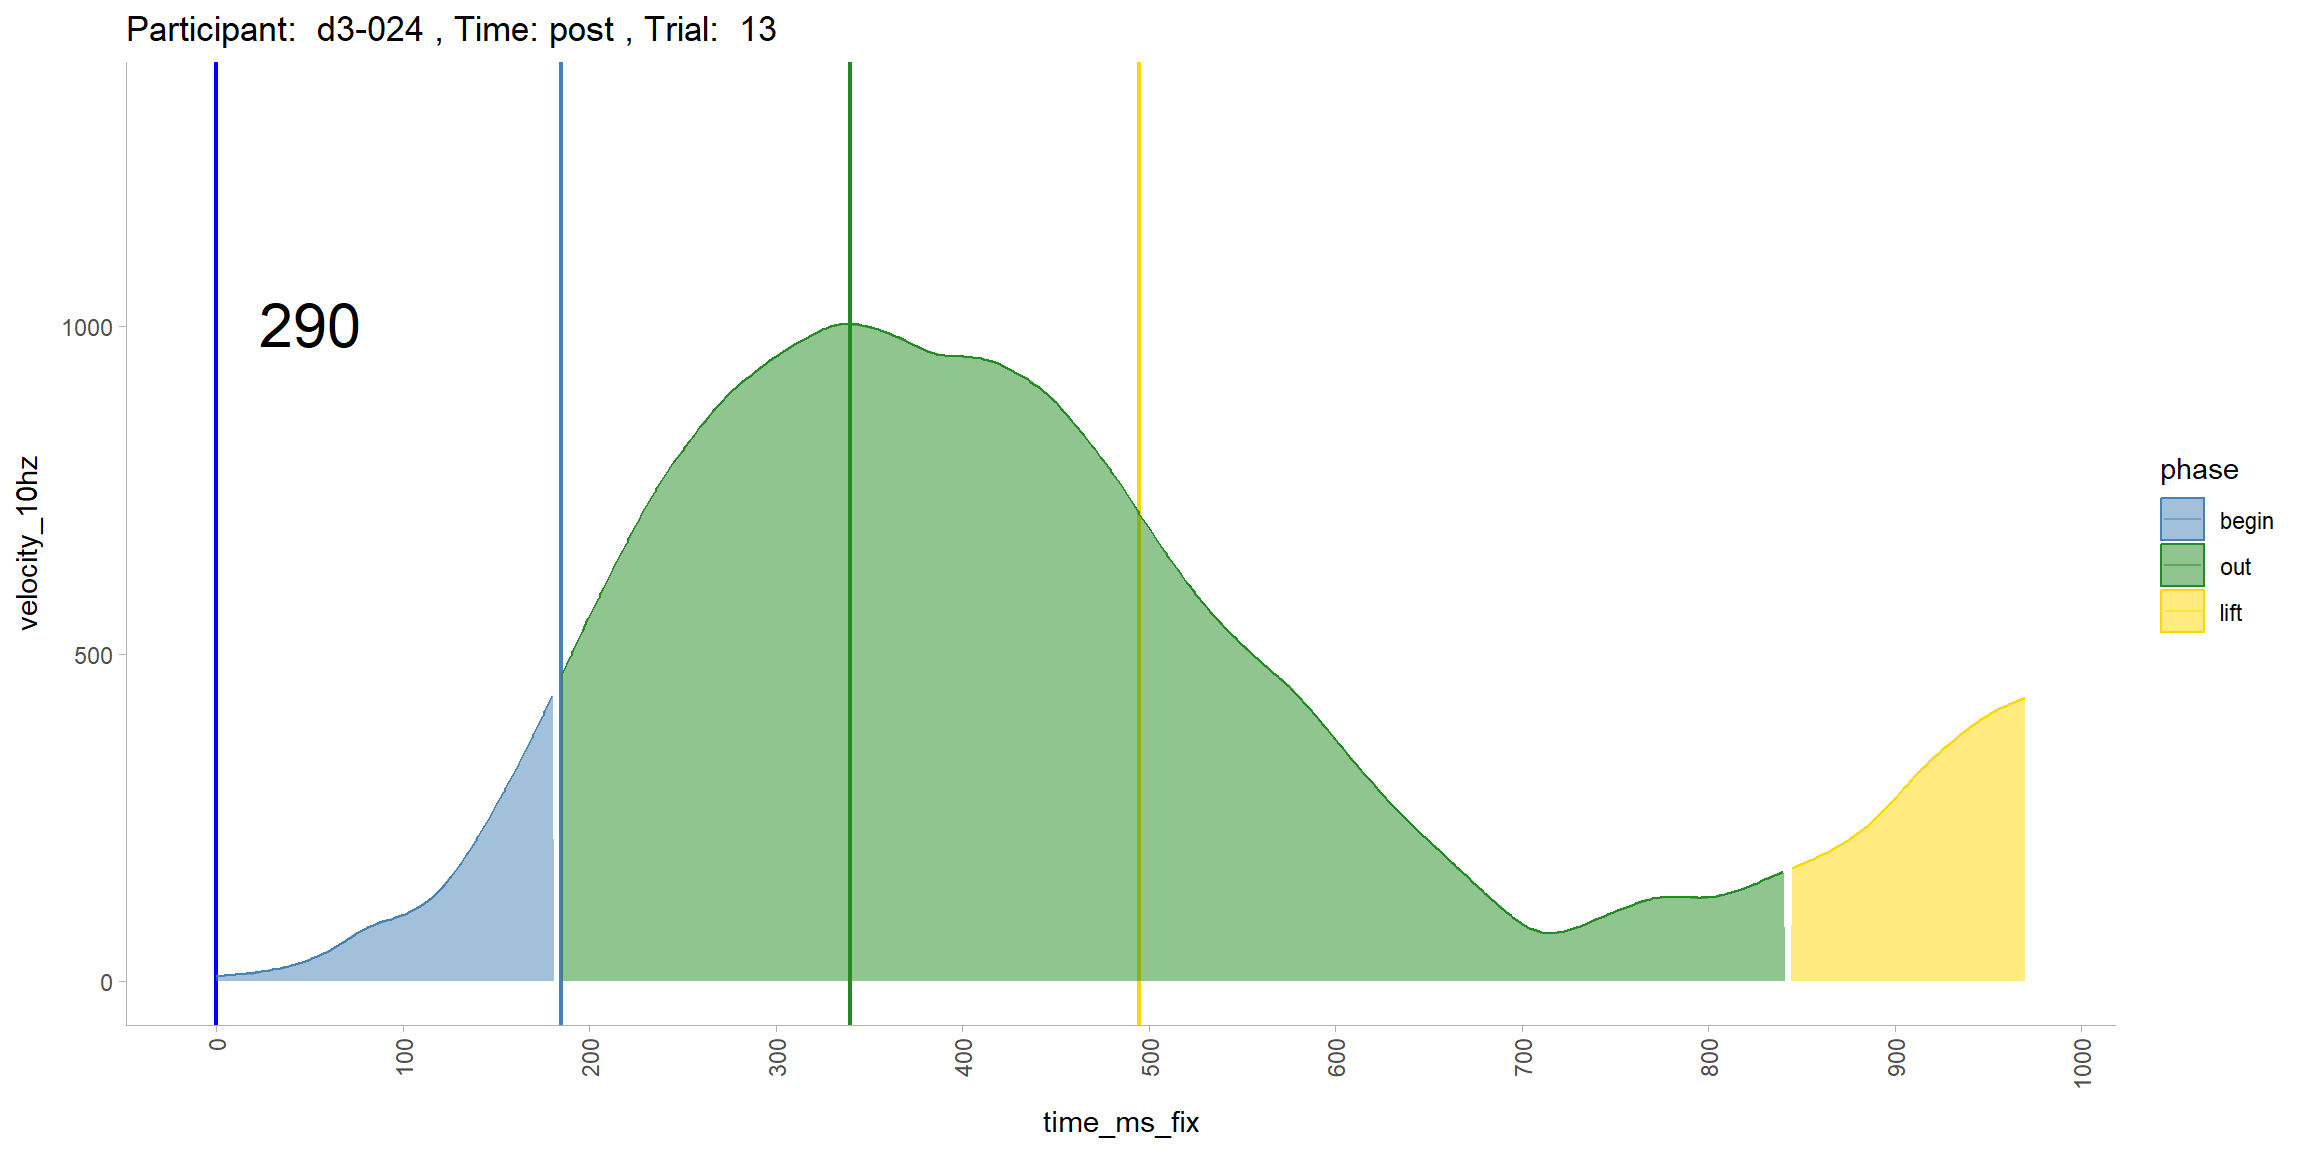 Participant:  d3-024 , Time: post , Trial:  13
290
1000
500
0
velocity_10hz
0
100
200
300
400
500
600
700
800
900
1000
time_ms_fix
phase
begin
out
lift